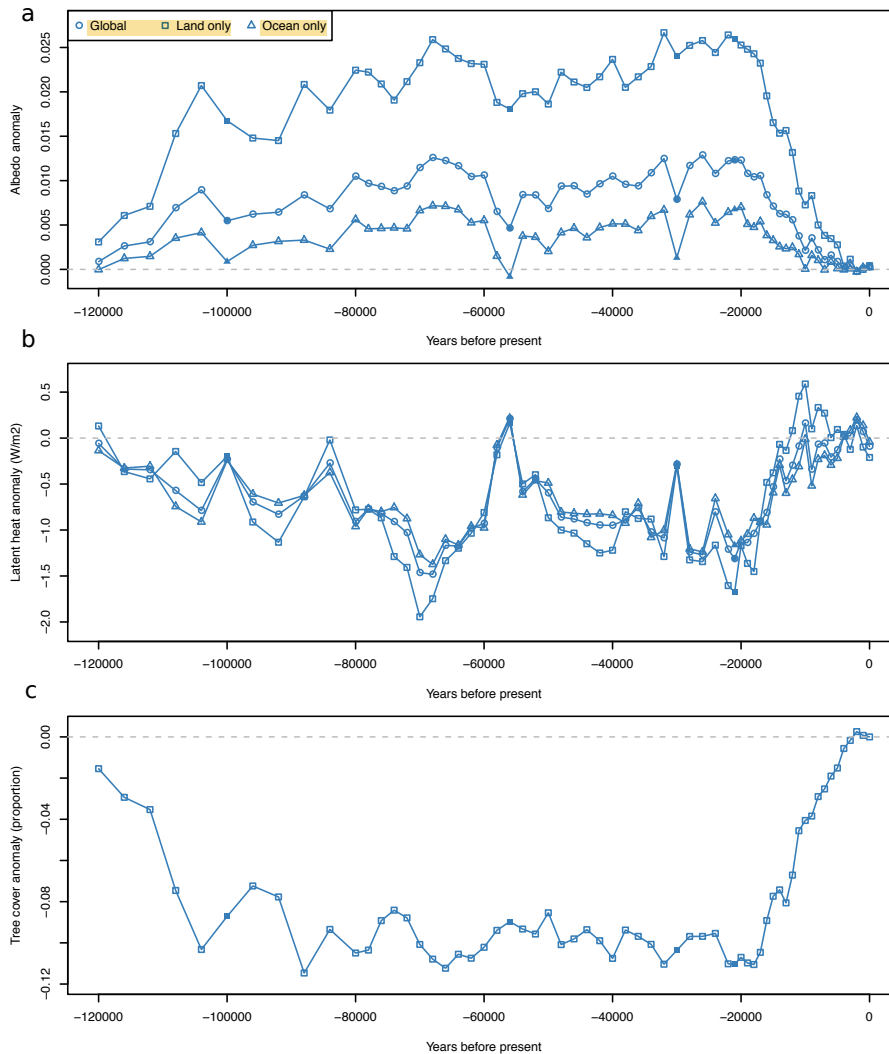 a
Global Land only Ocean only
Albedo anomaly
0.000 0.005 0.010 0.015 0.020 0.025
−120000 −100000 −80000 −60000 −40000 −20000 0
Years before present
b
Latent heat anomaly (W/m2)
−2.0 −1.5 −1.0 −0.5 0.0 0.5
−120000 −100000 −80000 −60000 −40000 −20000 0
Years before present
c
Tree cover anomaly (proportion)
−0.12 −0.08 −0.04 0.00
−120000 −100000 −80000 −60000 −40000 −20000 0
Years before present